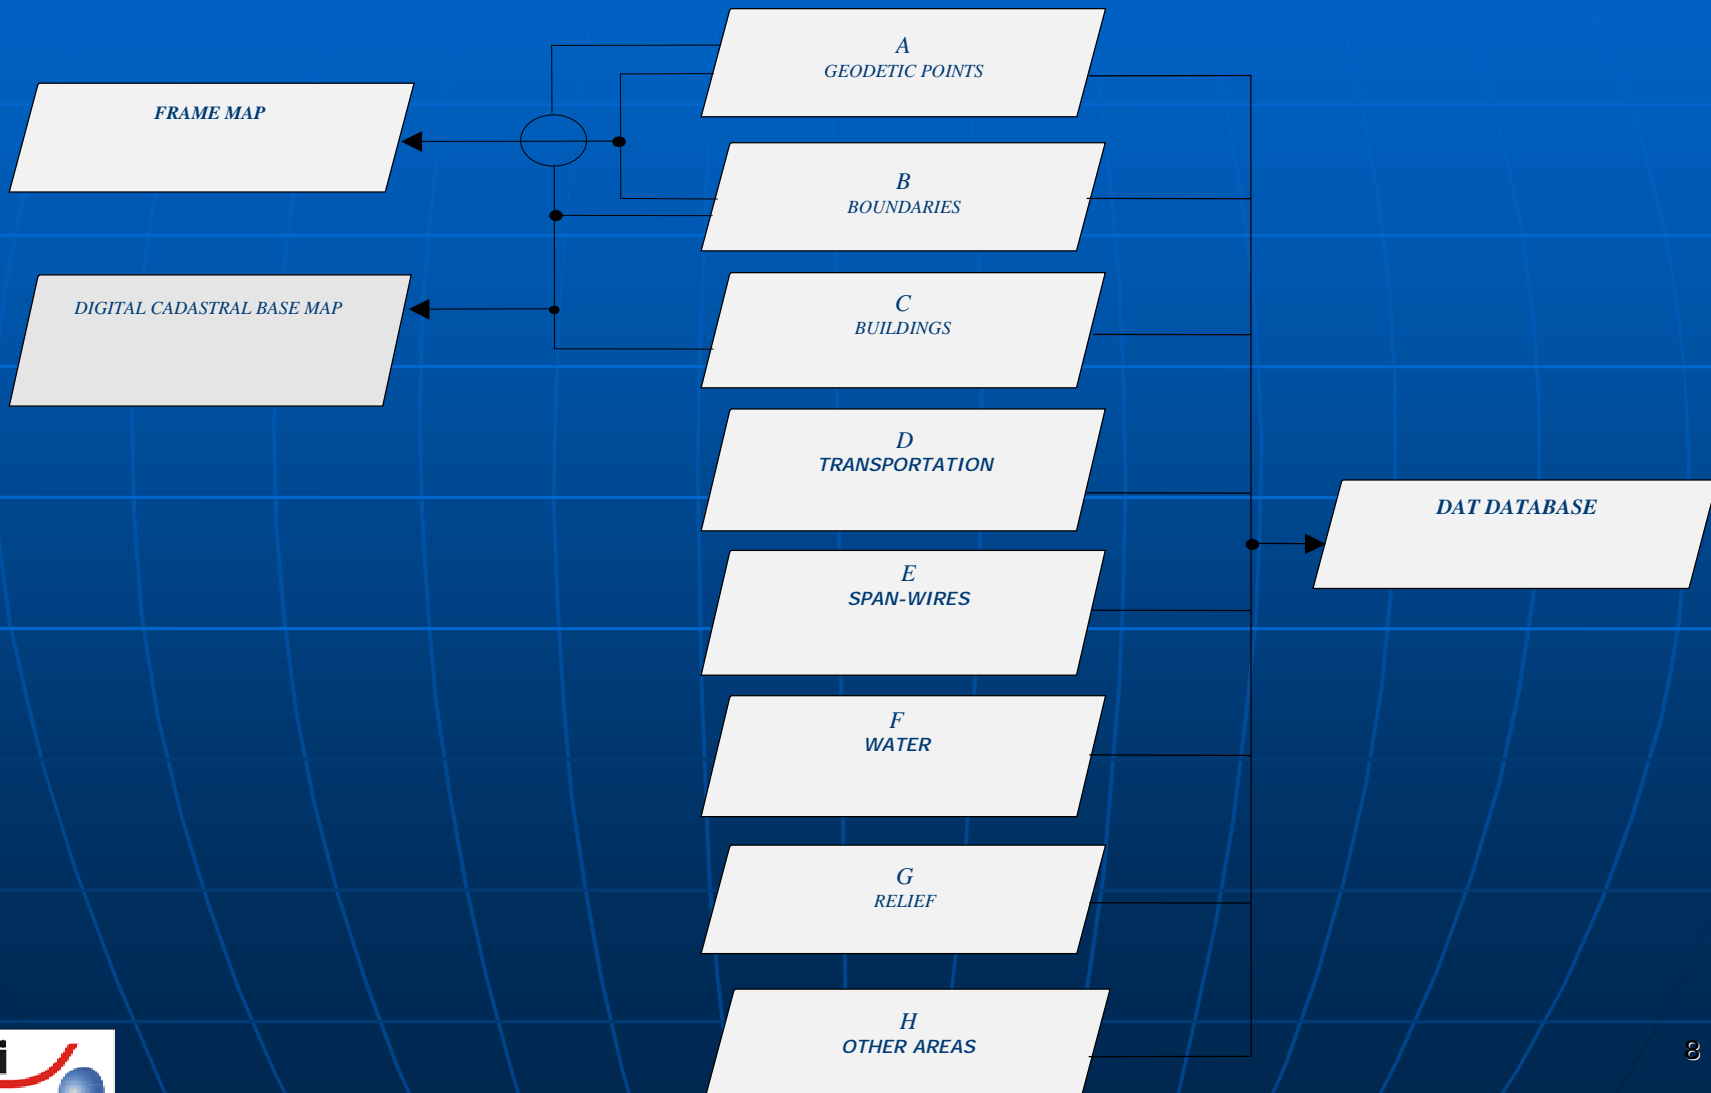 A
GEODETIC POINTS
FRAME MAP
B
BOUNDARIES
C
BUILDINGS
DIGITAL CADASTRAL BASE MAP
D
TRANSPORTATION
DAT DATABASE
E
SPAN-WIRES
F
WATER
G
RELIEF
H
OTHER AREAS
8